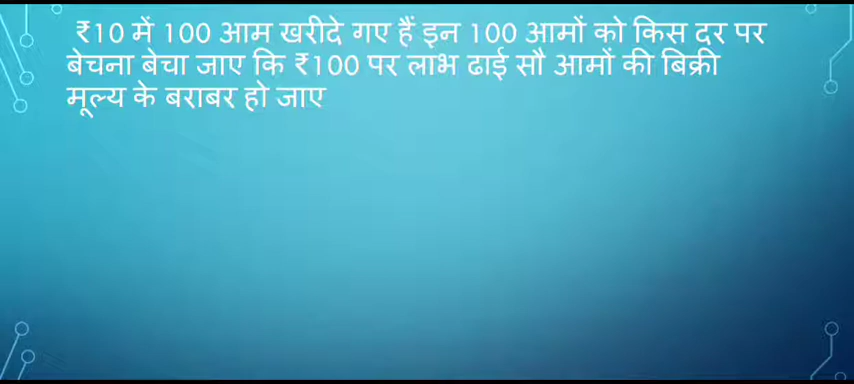 ₹10 में 100 आम खरीदे गए हैं इन 100 आमों को किस दर पर
बेचना बेचा जाए कि ₹100 पर लाभ ढाई सौ आमों की बिक्री
मूल्य के बराबर हो जाए